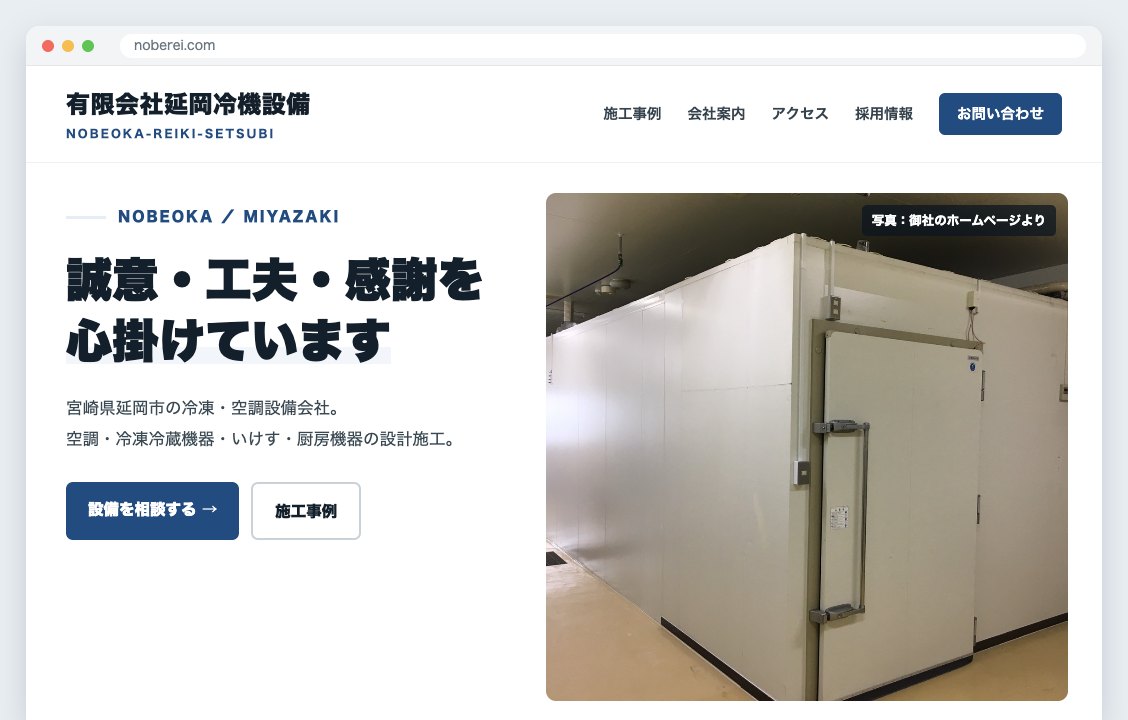 noberei.com
有限会社延岡冷機設備
NOBEOKA-REIKI-SETSUBI
施工事例
会社案内
アクセス
採用情報
お問い合わせ
NOBEOKA / MIYAZAKI
誠意・工夫・感謝を
心掛けています
宮崎県延岡市の冷凍・空調設備会社。
空調・冷凍冷蔵機器・いけす・厨房機器の設計施工。
設備を相談する →
施工事例
写真：御社のホームページより